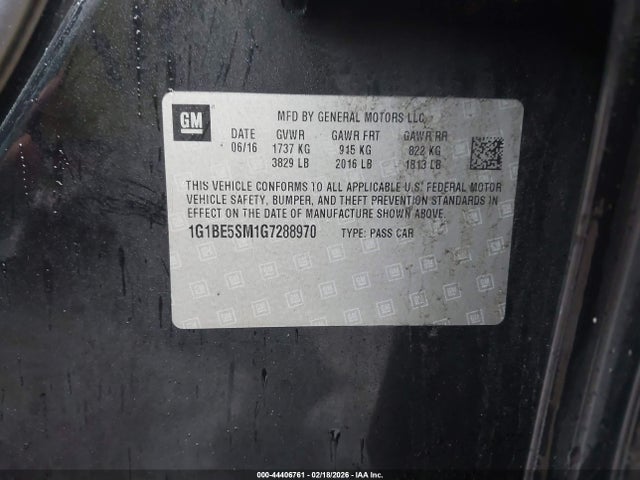 GM MFD BY GENERAL MOTORS LLC
DATE GVWR GAWR FRT GAWR RR
06/16 1737 KG 915 KG 822 KG
3829 LB 2016 LB 1813 LB
THIS VEHICLE CONFORMS TO ALL APPLICABLE U.S. FEDERAL MOTOR
VEHICLE SAFETY, BUMPER, AND THEFT PREVENTION STANDARDS IN
EFFECT ON THE DATE OF MANUFACTURE SHOWN ABOVE.
1G1BE5SM1G7288970 TYPE: PASS CAR
000-44406761 - 02/18/2026 - IAA Inc.